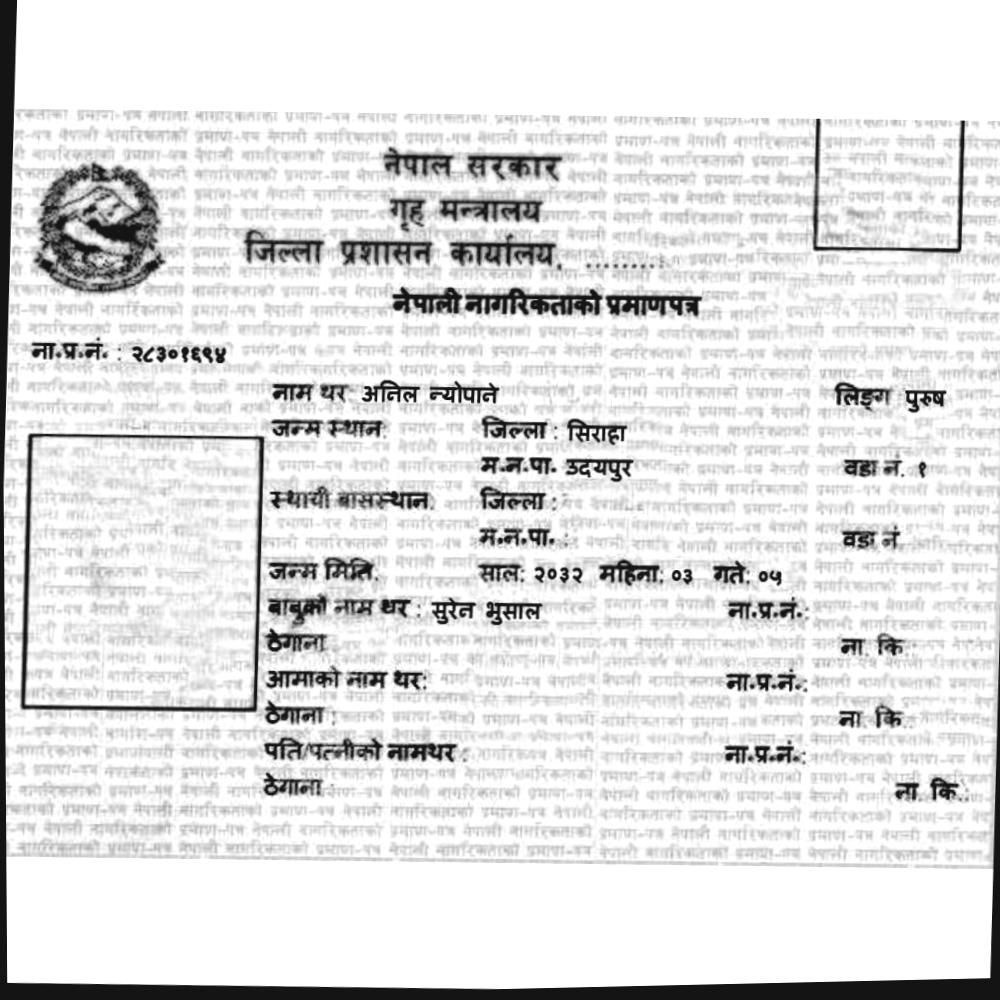 नेपाल सरकार
गृह मन्त्रालय
जिल्ला प्रशासन कार्यालय, .........
नेपाली नागरिकताको प्रमाणपत्र
ना.प्र.नं. : २८३०१६९४
नाम थर: अनिल न्योपाने लिङ्ग पुरुष
जन्म स्थान: जिल्ला : सिराहा
म.न.पा. उदयपुर वडा नं. १
स्थायी बासस्थान: जिल्ला :
म.न.पा. : वडा नं
जन्म मिति: साल: २०३२ महिना: ०३ गते: ०५
बाबुको नाम थर : सुरेन भुसाल ना.प्र.नं.:
ठेगाना ना. कि.:
आमाको नाम थर: ना.प्र.नं.:
ठेगाना : ना. कि.
पति/पत्नीको नामथर : ना.प्र.नं.:
ठेगाना : ना. कि.: